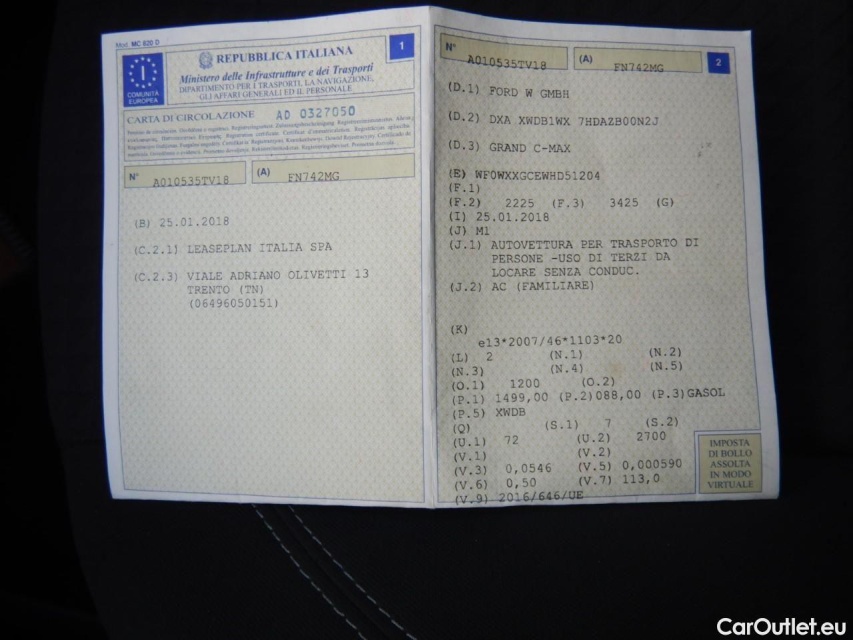 Mod. MC 820 D
1
REPUBBLICA ITALIANA
Ministero delle Infrastrutture e dei Trasporti
DIPARTIMENTO PER I TRASPORTI, LA NAVIGAZIONE,
GLI AFFARI GENERALI ED IL PERSONALE
I
COMUNITÀ
EUROPEA
CARTA DI CIRCOLAZIONE AD 0327050
N° A010535TV18 (A) FN742MG
(B) 25.01.2018
(C.2.1) LEASEPLAN ITALIA SPA
(C.2.3) VIALE ADRIANO OLIVETTI 13
TRENTO (TN)
(06496050151)
N° A010535TV18 (A) FN742MG 2
(D.1) FORD W GMBH
(D.2) DXA XWDB1WX 7HDAZB00N2J
(D.3) GRAND C-MAX
(E) WF0WXXGCEWHD51204
(F.1)
(F.2) 2225 (F.3) 3425 (G)
(I) 25.01.2018
(J) M1
(J.1) AUTOVETTURA PER TRASPORTO DI
PERSONE -USO DI TERZI DA
LOCARE SENZA CONDUC.
(J.2) AC (FAMILIARE)
(K)
e13*2007/46*1103*20
(L) 2 (N.1) (N.2)
(N.3) (N.4) (N.5)
(O.1) 1200 (O.2)
(P.1) 1499,00 (P.2)088,00 (P.3)GASOL
(P.5) XWDB
(Q) (S.1) 7 (S.2)
(U.1) 72 (U.2) 2700
(V.1) (V.2)
(V.3) 0,0546 (V.5) 0,000590
(V.6) 0,50 (V.7) 113,0
(V.9) 2016/646/UE
IMPOSTA
DI BOLLO
ASSOLTA
IN MODO
VIRTUALE
CarOutlet.eu